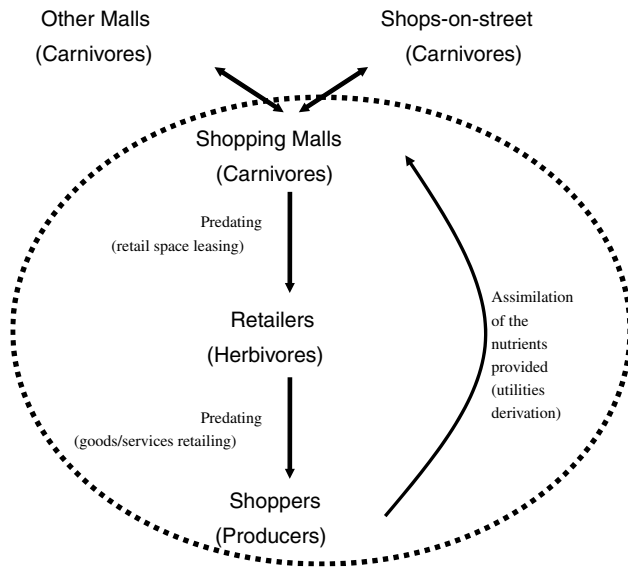 Other Malls
(Carnivores)
Shops-on-street
(Carnivores)
Shopping Malls
(Carnivores)
Predating
(retail space leasing)
Retailers
(Herbivores)
Predating
(goods/services retailing)
Shoppers
(Producers)
Assimilation
of the
nutrients
provided
(utilities
derivation)